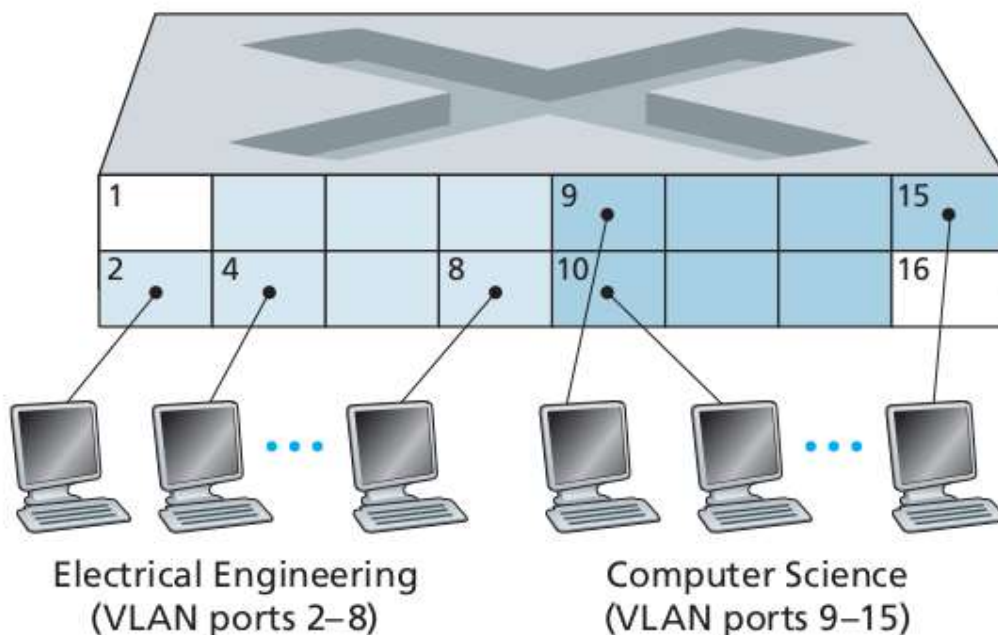 1 9 15
2 4 8 10 16
Electrical Engineering
(VLAN ports 2–8)
Computer Science
(VLAN ports 9–15)